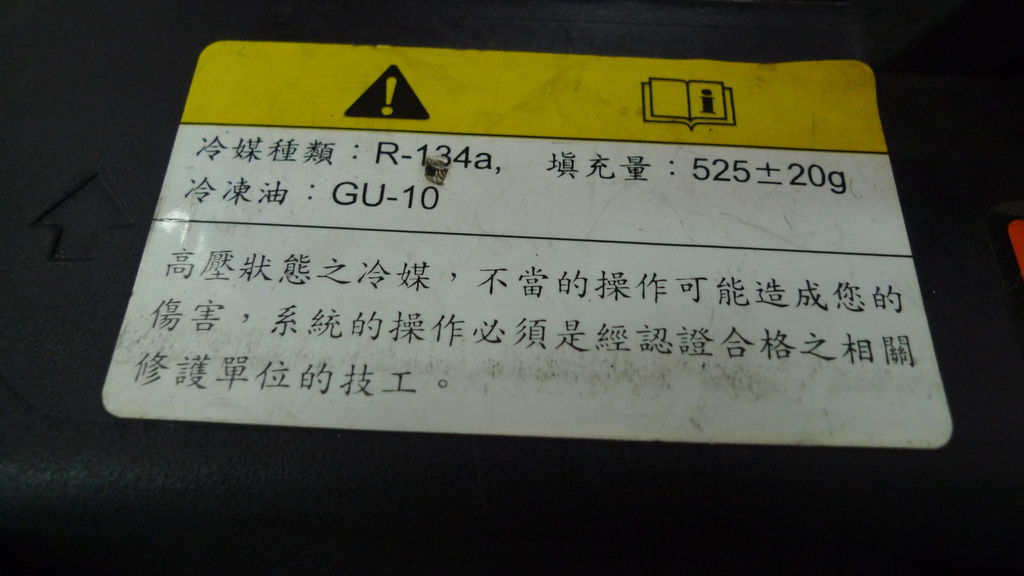 冷媒種類：R-134a, 填充量：525±20g
冷凍油：GU-10
高壓狀態之冷媒，不當的操作可能造成您的
傷害，系統的操作必須是經認證合格之相關
修護單位的技工。